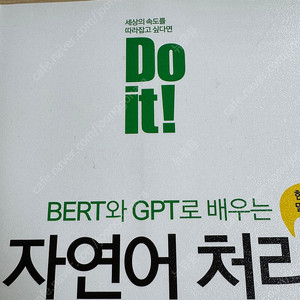 세상의 속도를
따라잡고 싶다면
Do
it!
BERT와 GPT로 배우는
자연어 처리